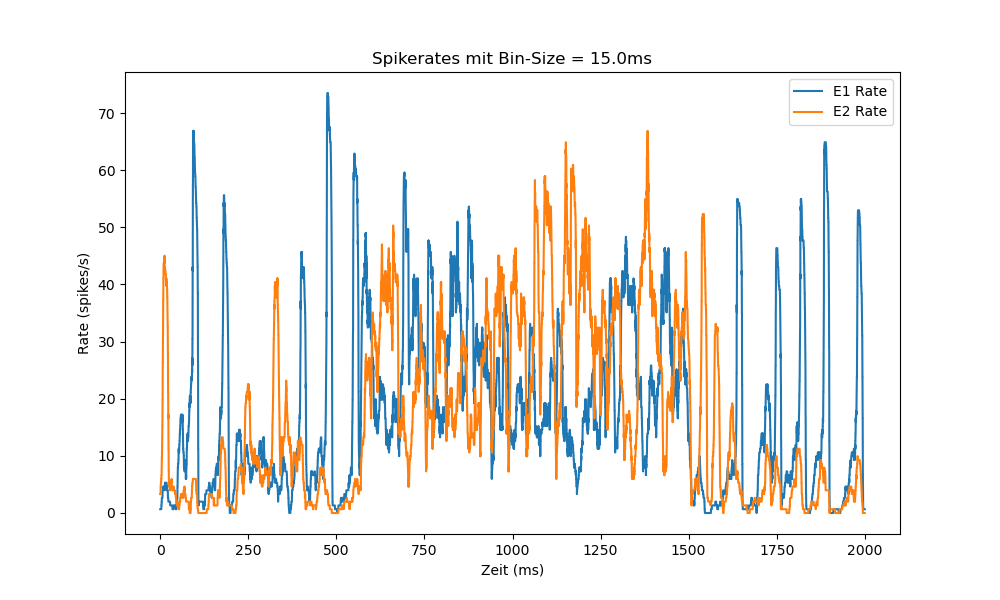 Spikerates mit Bin-Size = 15.0ms
E1 Rate
E2 Rate
Rate (spikes/s)
70
60
50
40
30
20
10
0
0 250 500 750 1000 1250 1500 1750 2000
Zeit (ms)